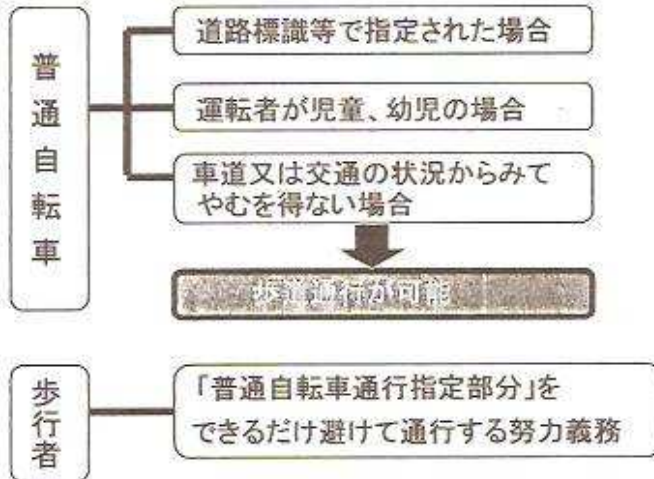 普通自転車
道路標識等で指定された場合
運転者が児童、幼児の場合
車道又は交通の状況からみて
やむを得ない場合
歩道通行が可能
歩行者
「普通自転車通行指定部分」を
できるだけ避けて通行する努力義務